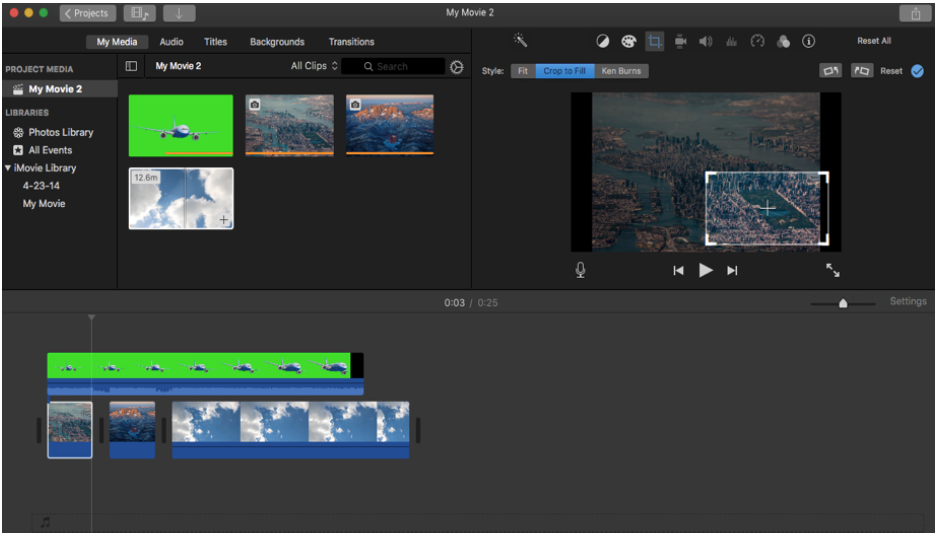 Projects
My Movie 2
My Media Audio Titles Backgrounds Transitions
Reset All
PROJECT MEDIA
My Movie 2
All Clips
Search
Style: Fit Crop to Fill Ken Burns
Reset
My Movie 2
LIBRARIES
Photos Library
All Events
iMovie Library
4-23-14
My Movie
12.6m
0:03 / 0:25
Settings